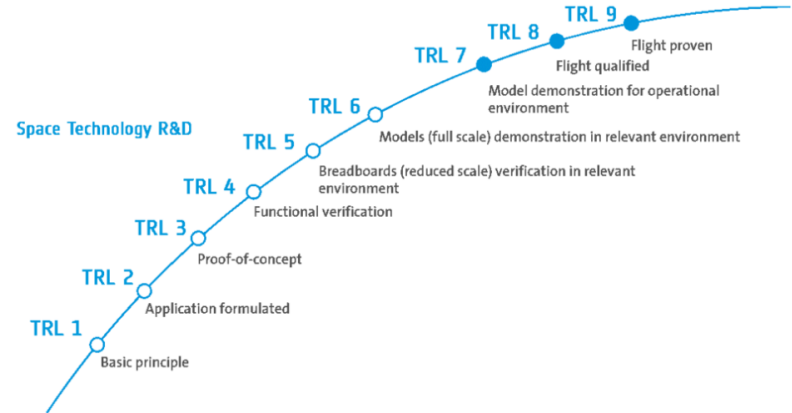 TRL 9
Flight proven
TRL 8
Flight qualified
TRL 7
Model demonstration for operational
environment
TRL 6
Models (full scale) demonstration in relevant environment
Space Technology R&D
TRL 5
Breadboards (reduced scale) verification in relevant
environment
TRL 4
Functional verification
TRL 3
Proof-of-concept
TRL 2
Application formulated
TRL 1
Basic principle